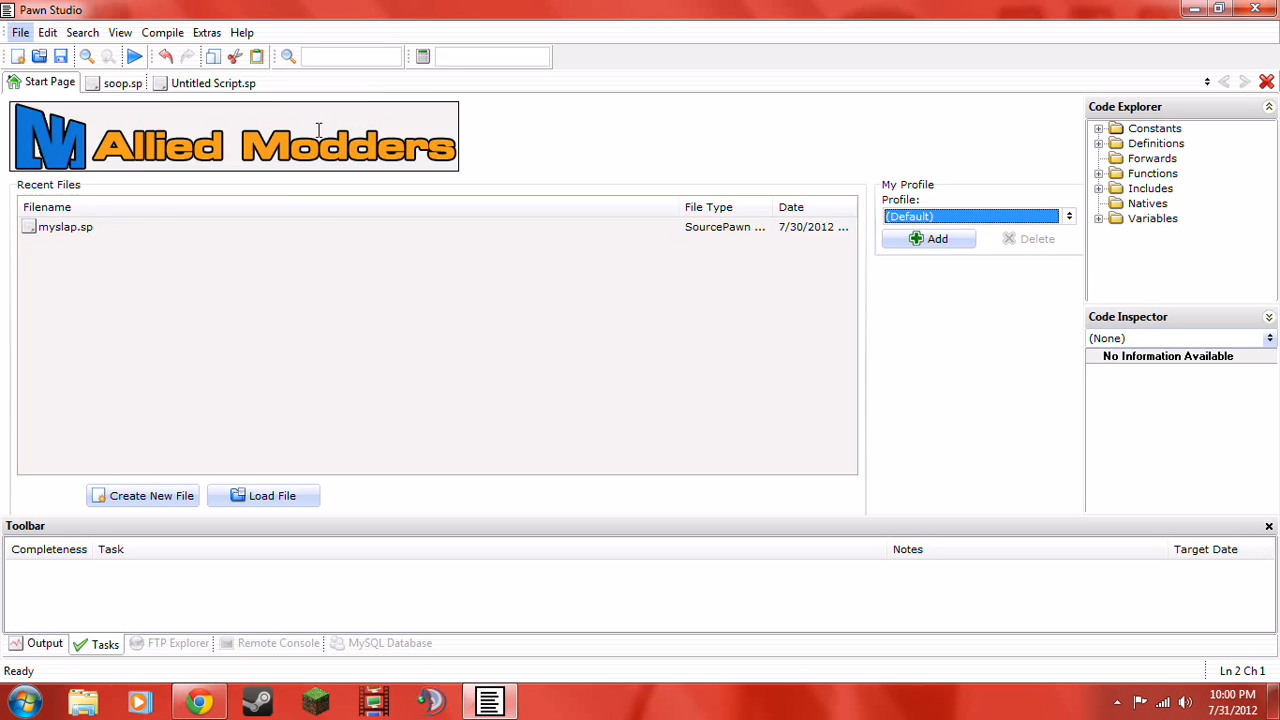 Pawn Studio
File Edit Search View Compile Extras Help
Start Page soop.sp Untitled Script.sp
Allied Modders
Recent Files
Filename File Type Date
myslap.sp SourcePawn ... 7/30/2012 ...
Create New File Load File
My Profile
Profile:
(Default)
Add Delete
Code Explorer
Constants
Definitions
Forwards
Functions
Includes
Natives
Variables
Code Inspector
(None)
No Information Available
Toolbar
Completeness Task Notes Target Date
Output Tasks FTP Explorer Remote Console MySQL Database
Ready Ln 2 Ch 1
10:00 PM
7/31/2012